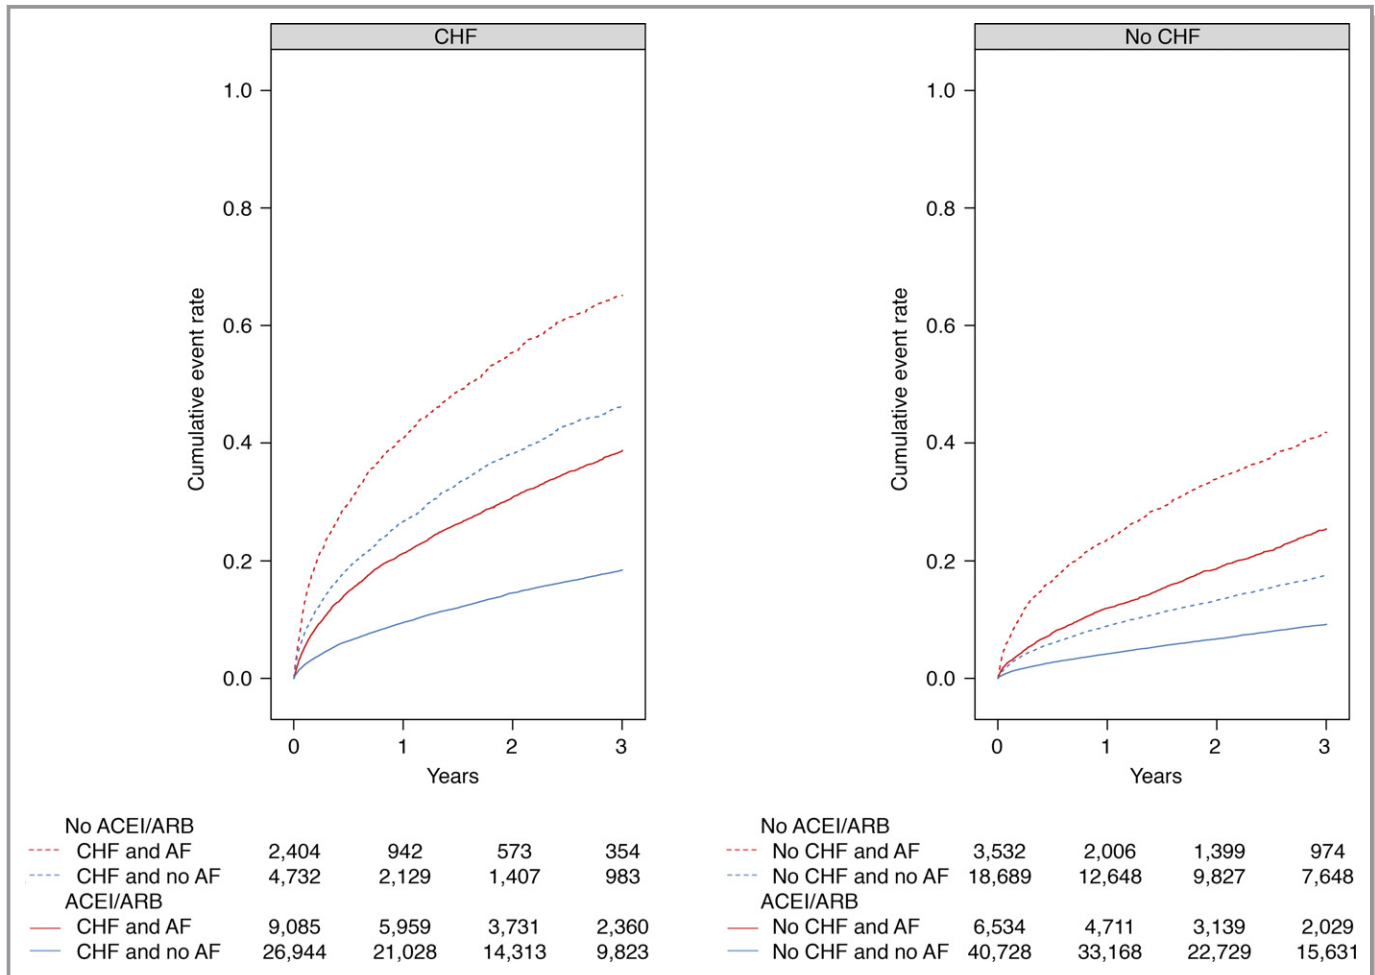 CHF
No CHF
Cumulative event rate
1.0
0.8
0.6
0.4
0.2
0.0
0 1 2 3
Years
Cumulative event rate
1.0
0.8
0.6
0.4
0.2
0.0
0 1 2 3
Years
No ACEI/ARB
CHF and AF 2,404 942 573 354
CHF and no AF 4,732 2,129 1,407 983
ACEI/ARB
CHF and AF 9,085 5,959 3,731 2,360
CHF and no AF 26,944 21,028 14,313 9,823
No ACEI/ARB
No CHF and AF 3,532 2,006 1,399 974
No CHF and no AF 18,689 12,648 9,827 7,648
ACEI/ARB
No CHF and AF 6,534 4,711 3,139 2,029
No CHF and no AF 40,728 33,168 22,729 15,631